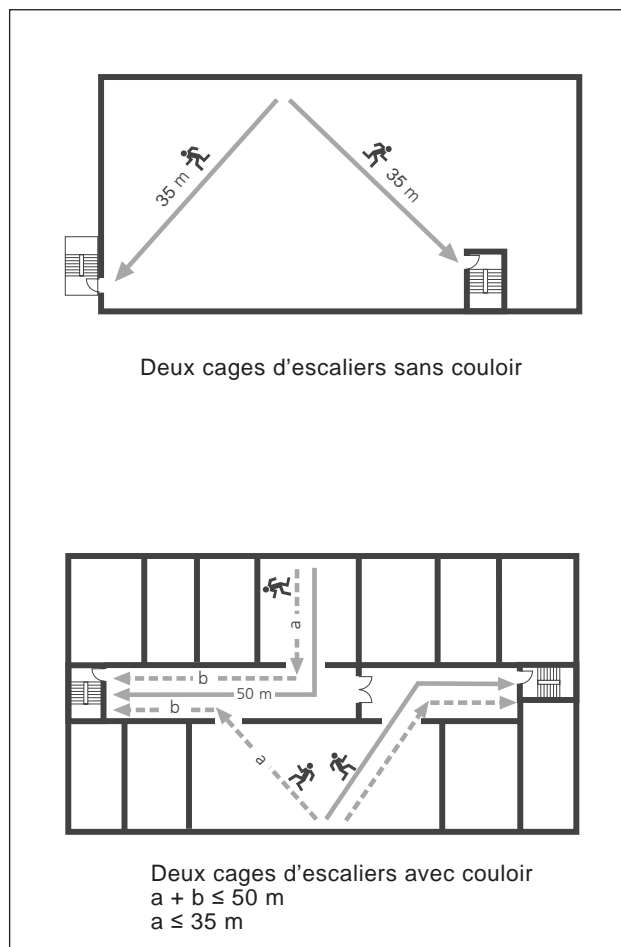 35 m
35 m
Deux cages d'escaliers sans couloir
a
b
50 m
b
a
Deux cages d'escaliers avec couloir
a + b ≤ 50 m
a ≤ 35 m